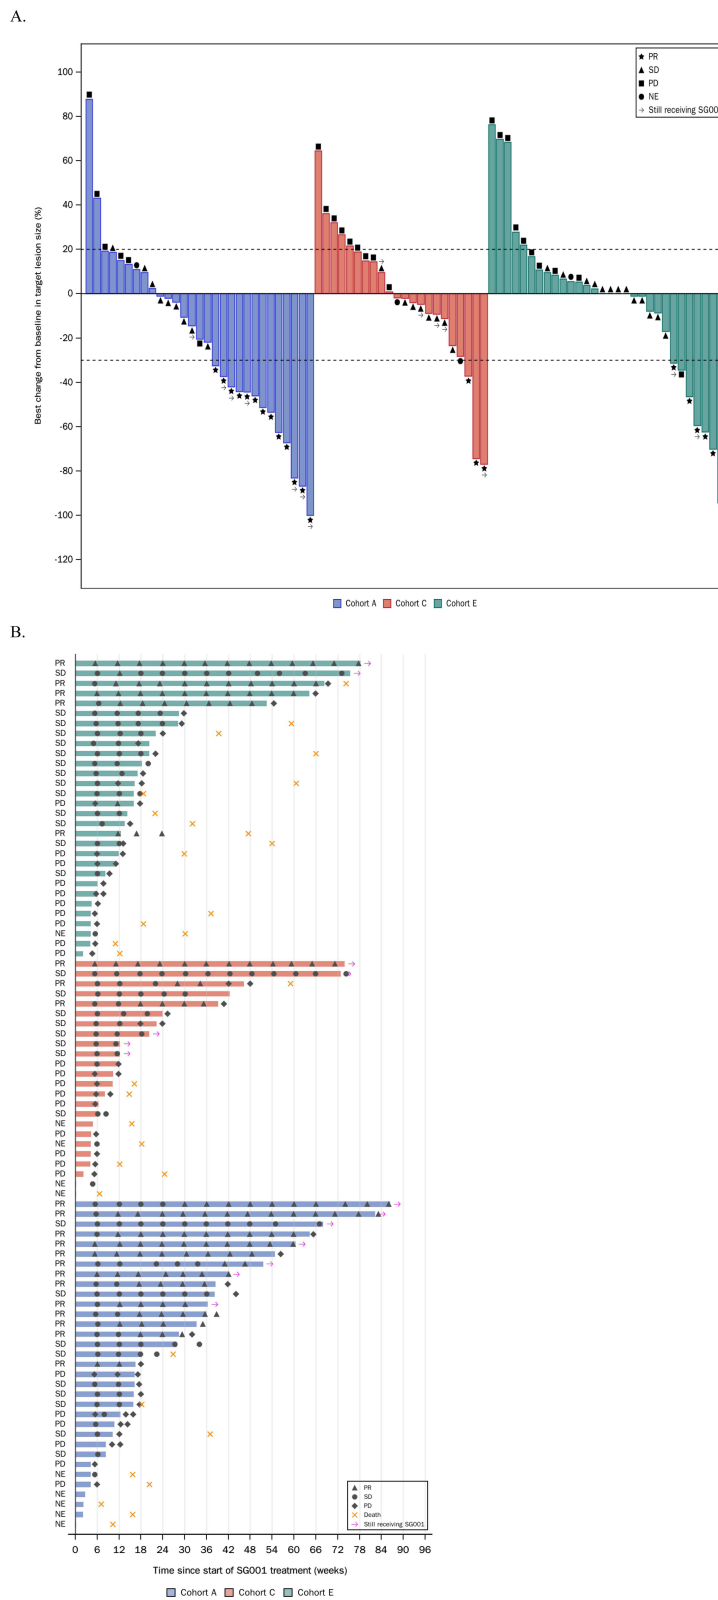 A.
Best change from baseline in target lesion size (%)
100
80
60
40
20
0
-20
-40
-60
-80
-100
-120
PR
SD
PD
NE
Still receiving SG00
Cohort A Cohort C Cohort E
B.
PR
SD
PR
PR
PR
SD
SD
SD
SD
SD
SD
SD
SD
SD
PD
SD
SD
PR
SD
PD
PD
SD
PD
PD
PD
PD
PD
NE
PD
PD
PR
SD
PR
SD
PR
SD
SD
SD
SD
SD
PD
PD
PD
PD
PD
SD
NE
PD
NE
PD
PD
PD
NE
NE
PR
PR
SD
PR
PR
PR
PR
PR
PR
SD
PR
PR
PR
PR
SD
SD
PR
PD
SD
SD
SD
PD
PD
SD
PD
SD
PD
NE
PD
NE
NE
NE
NE
PR
SD
PD
Death
Still receiving SG001
0 6 12 18 24 30 36 42 48 54 60 66 72 78 84 90 96
Time since start of SG001 treatment (weeks)
Cohort A Cohort C Cohort E